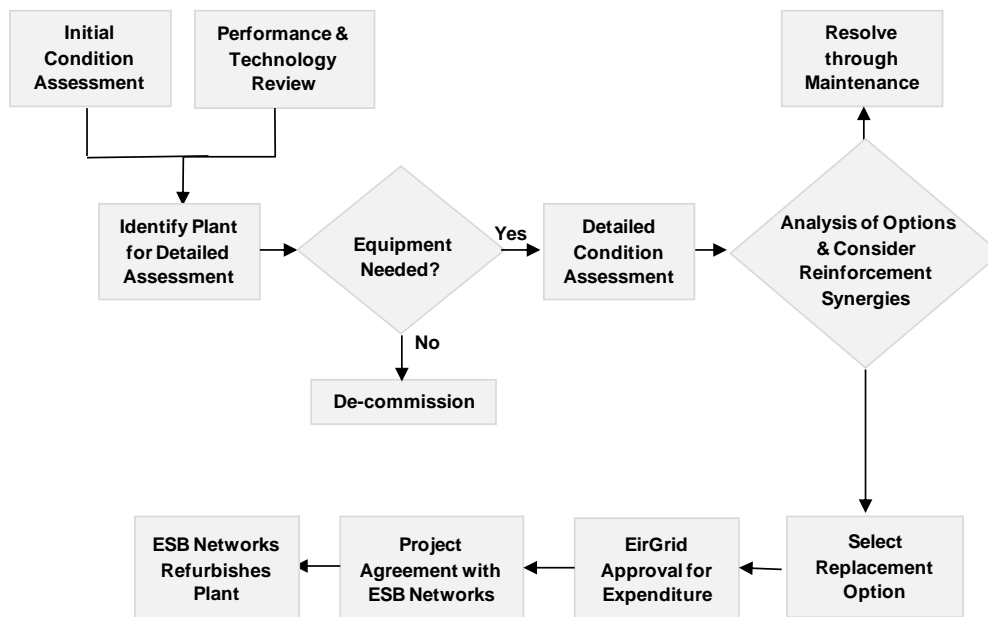 Initial
Condition
Assessment
Performance &
Technology
Review
Resolve
through
Maintenance
Identify Plant
for Detailed
Assessment
Equipment
Needed?
Yes
Detailed
Condition
Assessment
Analysis of Options
& Consider
Reinforcement
Synergies
No
De-commission
ESB Networks
Refurbishes
Plant
Project
Agreement with
ESB Networks
EirGrid
Approval for
Expenditure
Select
Replacement
Option